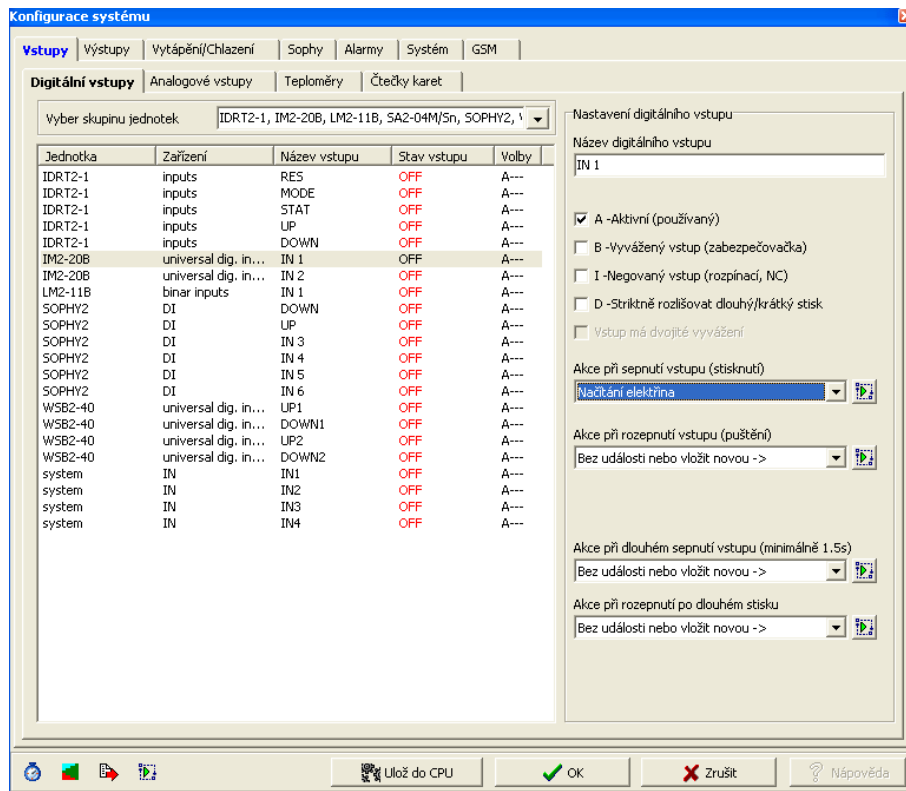 Konfigurace systému
Vstupy Výstupy Vytápění/Chlazení Sophy Alarmy Systém GSM
Digitální vstupy Analogové vstupy Teploměry Čtečky karet
Vyber skupinu jednotek IDRT2-1, IM2-20B, LM2-11B, SA2-04M/Sn, SOPHY2,
Jednotka Zařízení Název vstupu Stav vstupu Volby
IDRT2-1 inputs RES OFF A---
IDRT2-1 inputs MODE OFF A---
IDRT2-1 inputs STAT OFF A---
IDRT2-1 inputs UP OFF A---
IDRT2-1 inputs DOWN OFF A---
IM2-20B universal dig. in... IN 1 OFF A---
IM2-20B universal dig. in... IN 2 OFF A---
LM2-11B binar inputs IN 1 OFF A---
SOPHY2 DI DOWN OFF A---
SOPHY2 DI UP OFF A---
SOPHY2 DI IN 3 OFF A---
SOPHY2 DI IN 4 OFF A---
SOPHY2 DI IN 5 OFF A---
SOPHY2 DI IN 6 OFF A---
WSB2-40 universal dig. in... UP1 OFF A---
WSB2-40 universal dig. in... DOWN1 OFF A---
WSB2-40 universal dig. in... UP2 OFF A---
WSB2-40 universal dig. in... DOWN2 OFF A---
system IN IN1 OFF A---
system IN IN2 OFF A---
system IN IN3 OFF A---
system IN IN4 OFF A---
Nastavení digitálního vstupu
Název digitálního vstupu
IN 1
A -Aktivní (používaný)
B -Vyvážený vstup (zabezpečovačka)
I -Negovaný vstup (rozpínací, NC)
D -Striktně rozlišovat dlouhý/krátký stisk
Vstup má dvojité vyvážení
Akce při sepnutí vstupu (stisknutí)
Načítání elektřina
Akce při rozepnutí vstupu (puštění)
Bez události nebo vložit novou ->
Akce při dlouhém sepnutí vstupu (minimálně 1.5s)
Bez události nebo vložit novou ->
Akce při rozepnutí po dlouhém stisku
Bez události nebo vložit novou ->
Ulož do CPU OK Zrušit Nápověda